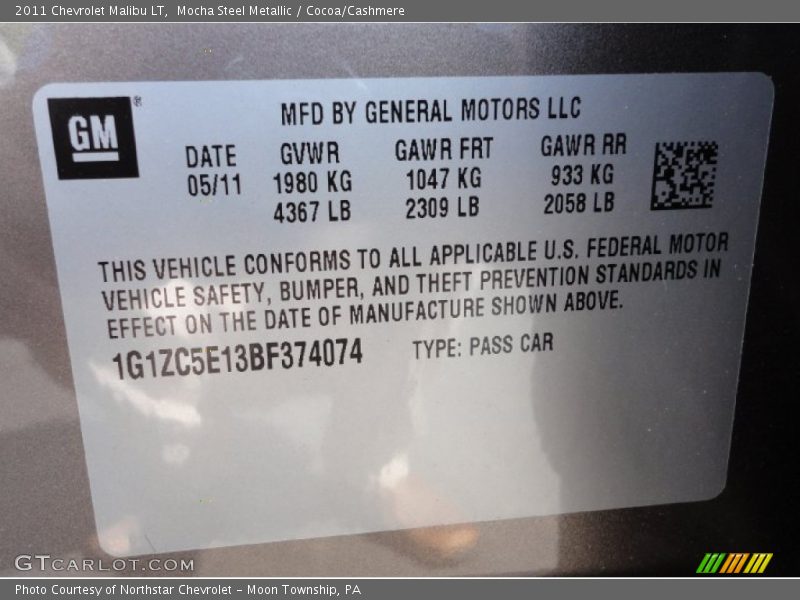 2011 Chevrolet Malibu LT, Mocha Steel Metallic / Cocoa/Cashmere
GM ®
MFD BY GENERAL MOTORS LLC
DATE GVWR GAWR FRT GAWR RR
05/11 1980 KG 1047 KG 933 KG
4367 LB 2309 LB 2058 LB
THIS VEHICLE CONFORMS TO ALL APPLICABLE U.S. FEDERAL MOTOR
VEHICLE SAFETY, BUMPER, AND THEFT PREVENTION STANDARDS IN
EFFECT ON THE DATE OF MANUFACTURE SHOWN ABOVE.
1G1ZC5E13BF374074 TYPE: PASS CAR
GTCARLOT.COM
Photo Courtesy of Northstar Chevrolet - Moon Township, PA